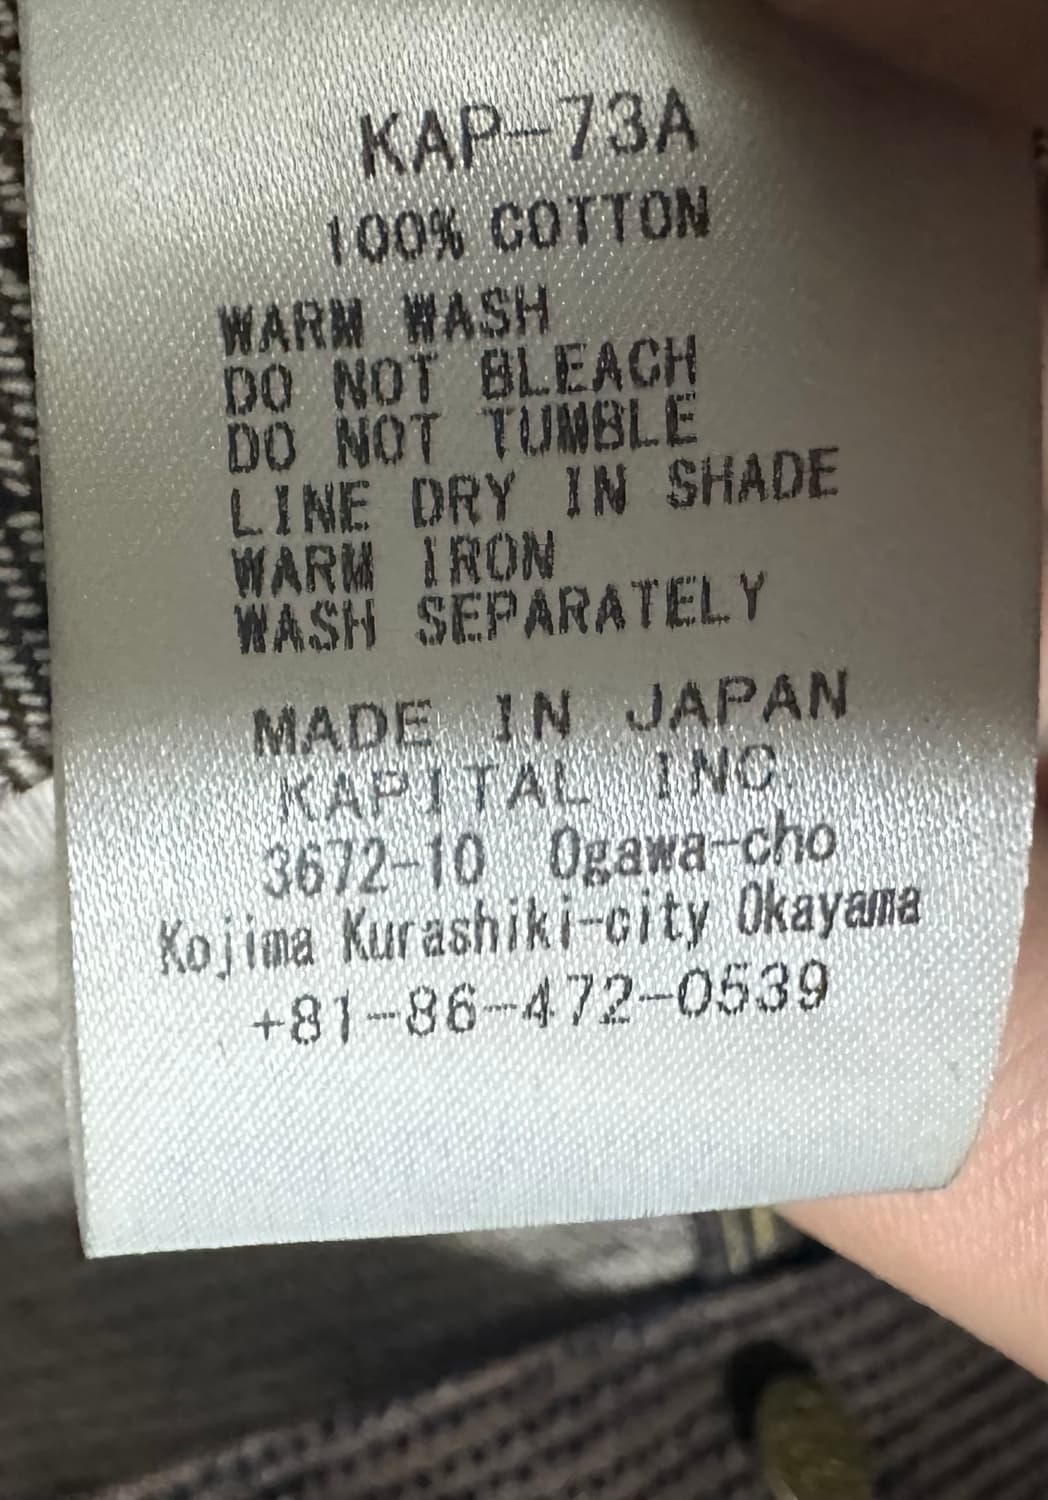 KAP-73A
100% COTTON
WARM WASH
DO NOT BLEACH
DO NOT TUMBLE
LINE DRY IN SHADE
WARM IRON
WASH SEPARATELY
MADE IN JAPAN
KAPITAL INC.
3672-10 Ogawa-cho
Kojima Kurashiki-city Okayama
+81-86-472-0539